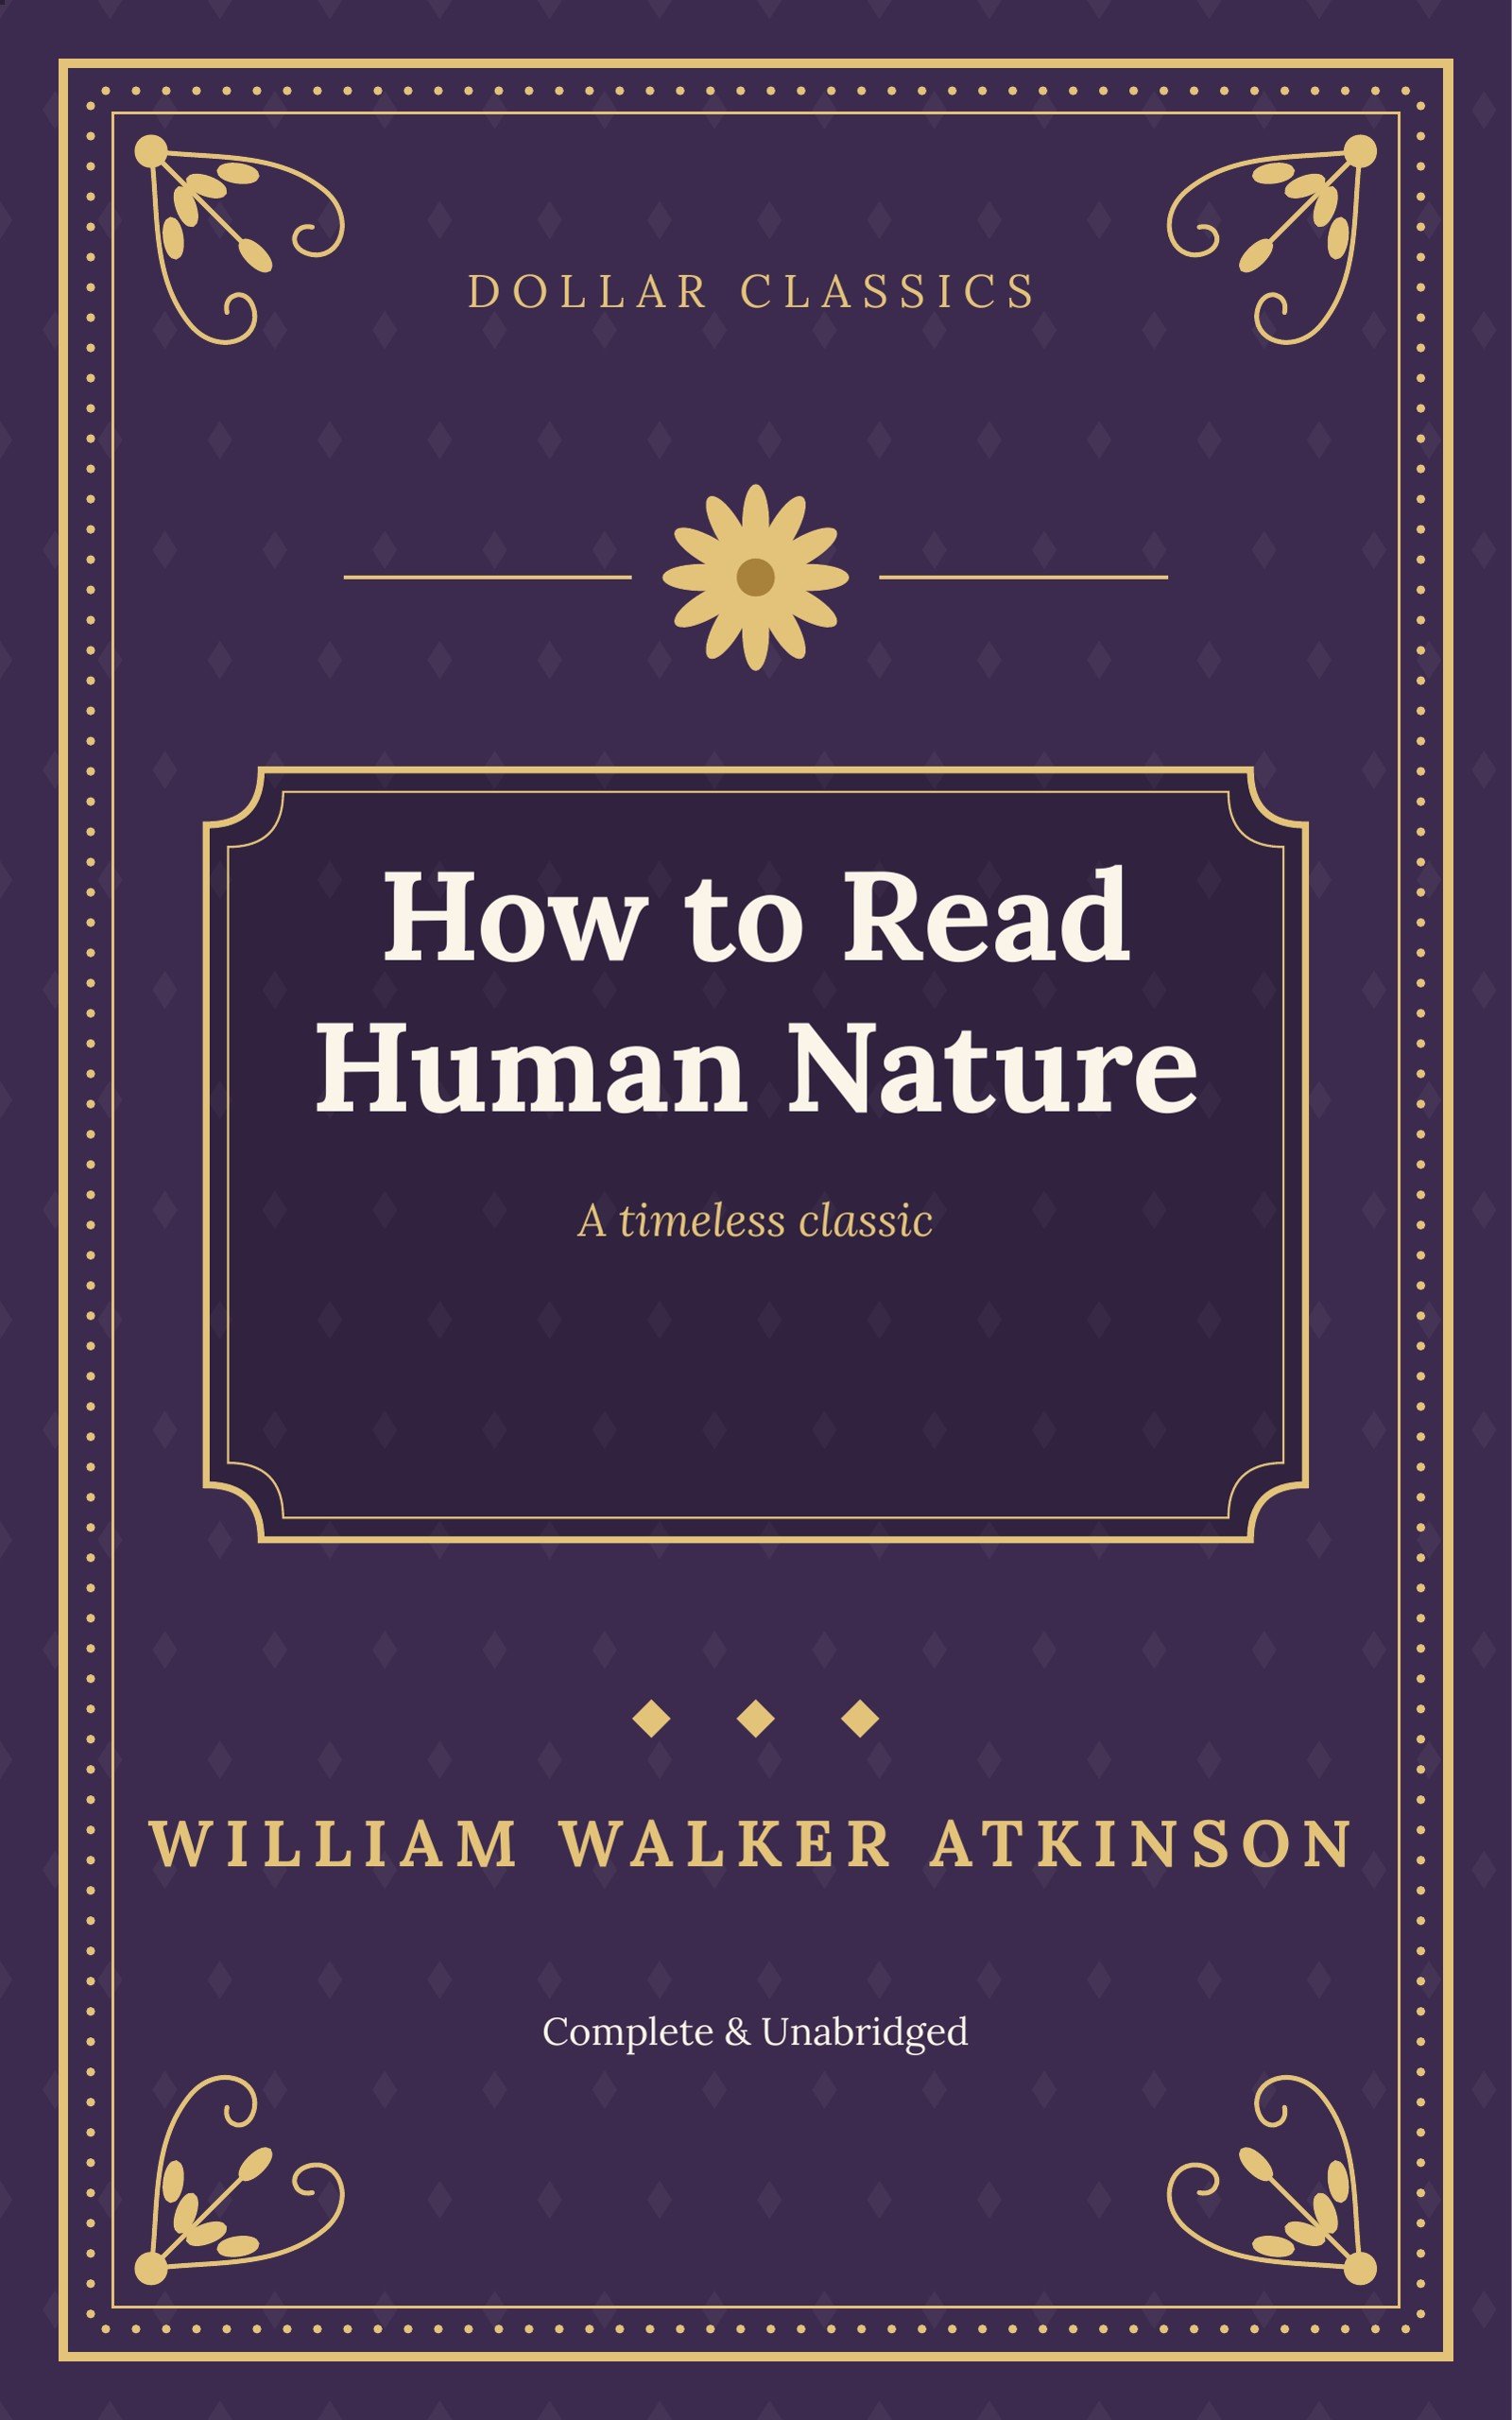 DOLLAR CLASSICS
How to Read
Human Nature
A timeless classic
WILLIAM WALKER ATKINSON
Complete & Unabridged